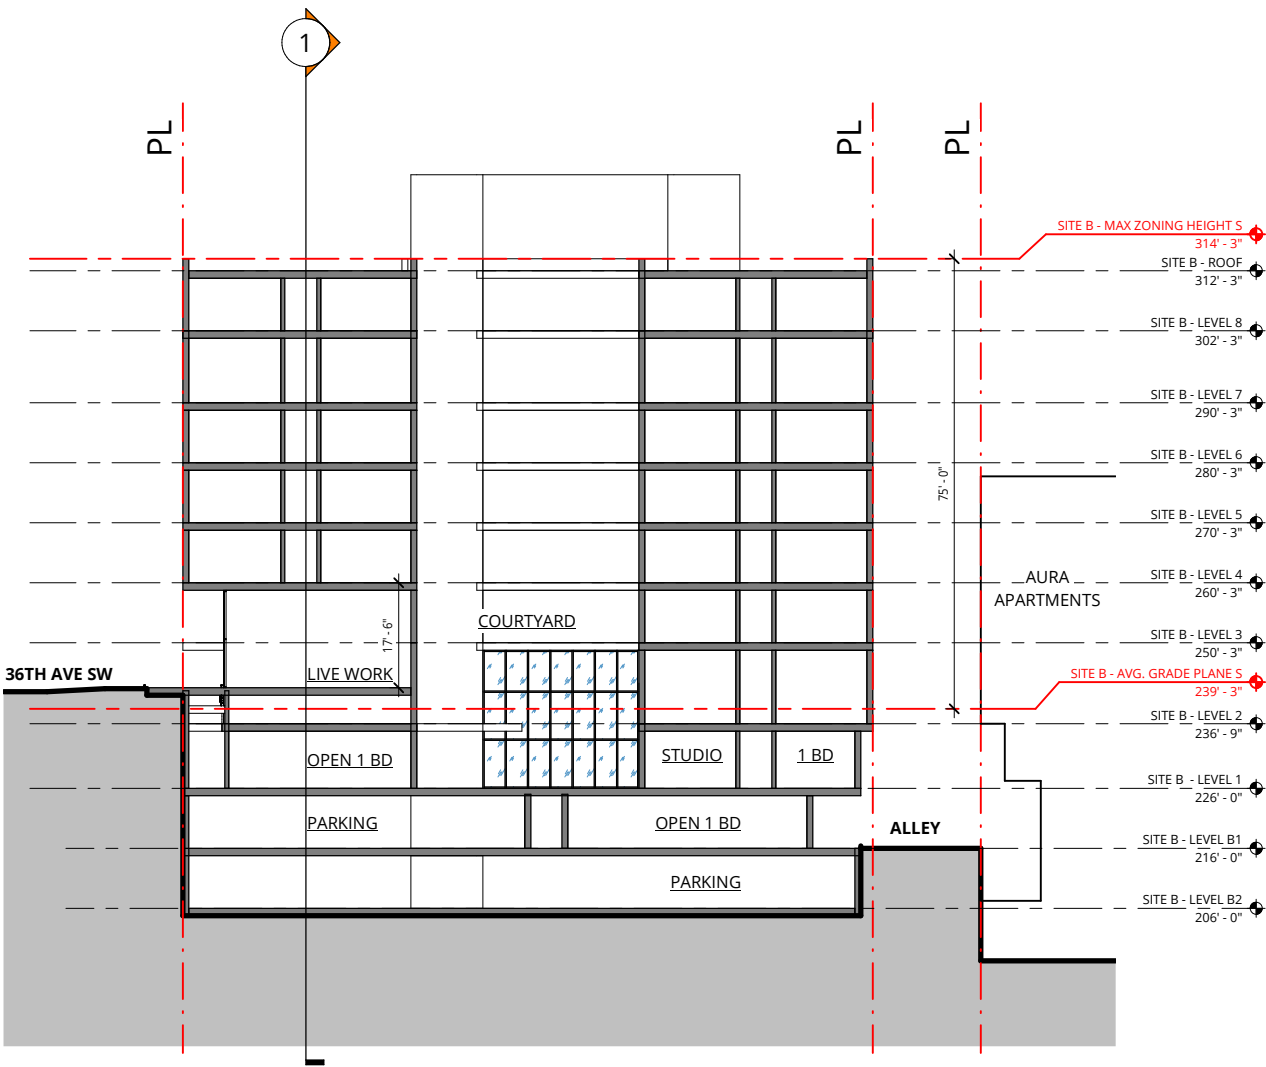 1
PL
PL
PL
SITE B - MAX ZONING HEIGHT S
314' - 3"
SITE B - ROOF
312' - 3"
SITE B - LEVEL 8
302' - 3"
SITE B - LEVEL 7
290' - 3"
SITE B - LEVEL 6
280' - 3"
75' - 0"
SITE B - LEVEL 5
270' - 3"
AURA
APARTMENTS
SITE B - LEVEL 4
260' - 3"
COURTYARD
17' - 6"
SITE B - LEVEL 3
250' - 3"
36TH AVE SW
LIVE WORK
SITE B - AVG. GRADE PLANE S
239' - 3"
SITE B - LEVEL 2
236' - 9"
OPEN 1 BD
STUDIO
1 BD
SITE B - LEVEL 1
226' - 0"
PARKING
OPEN 1 BD
ALLEY
SITE B - LEVEL B1
216' - 0"
PARKING
SITE B - LEVEL B2
206' - 0"